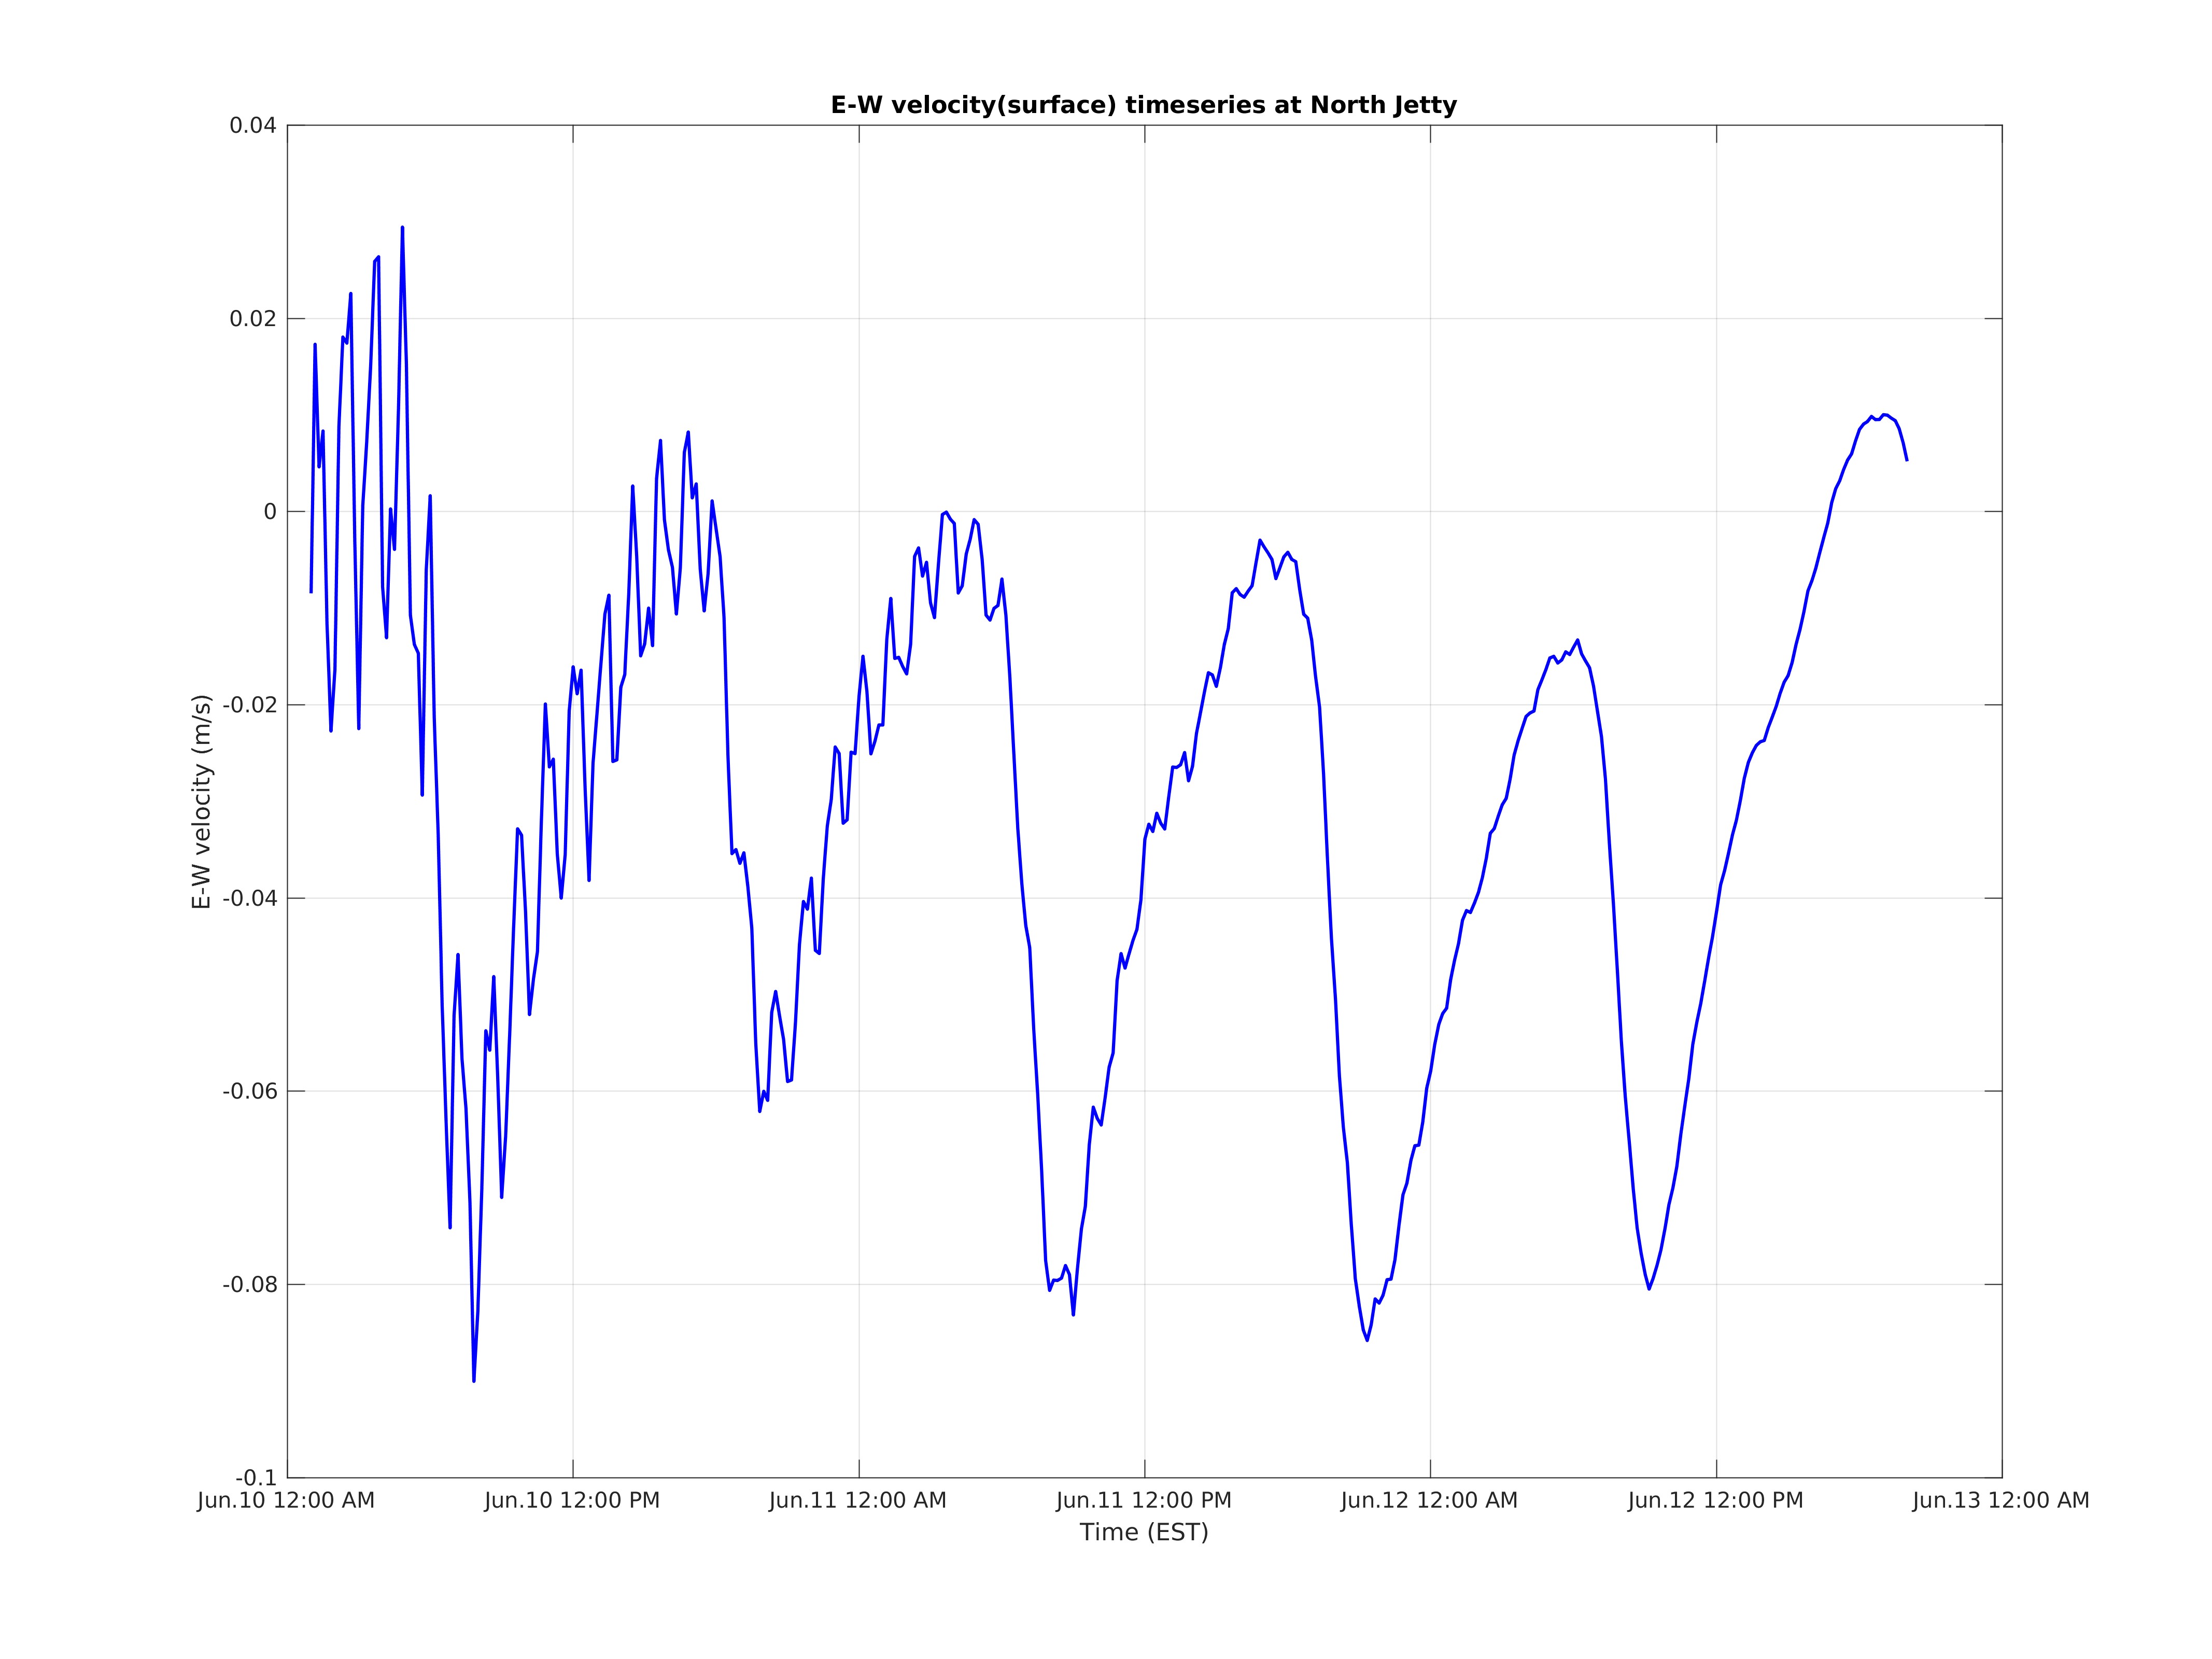 E-W velocity(surface) timeseries at North Jetty
0.04
0.02
0
-0.02
-0.04
-0.06
-0.08
-0.1
E-W velocity (m/s)
Jun.10 12:00 AM Jun.10 12:00 PM Jun.11 12:00 AM Jun.11 12:00 PM Jun.12 12:00 AM Jun.12 12:00 PM Jun.13 12:00 AM
Time (EST)